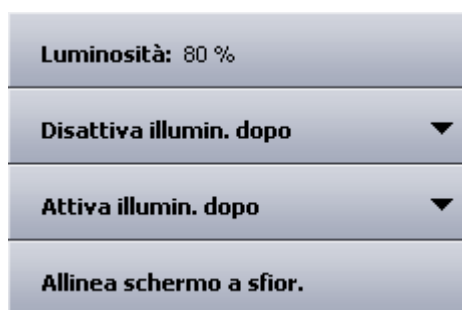 Luminosità: 80 %
Disattiva illumin. dopo
Attiva illumin. dopo
Allinea schermo a sfior.